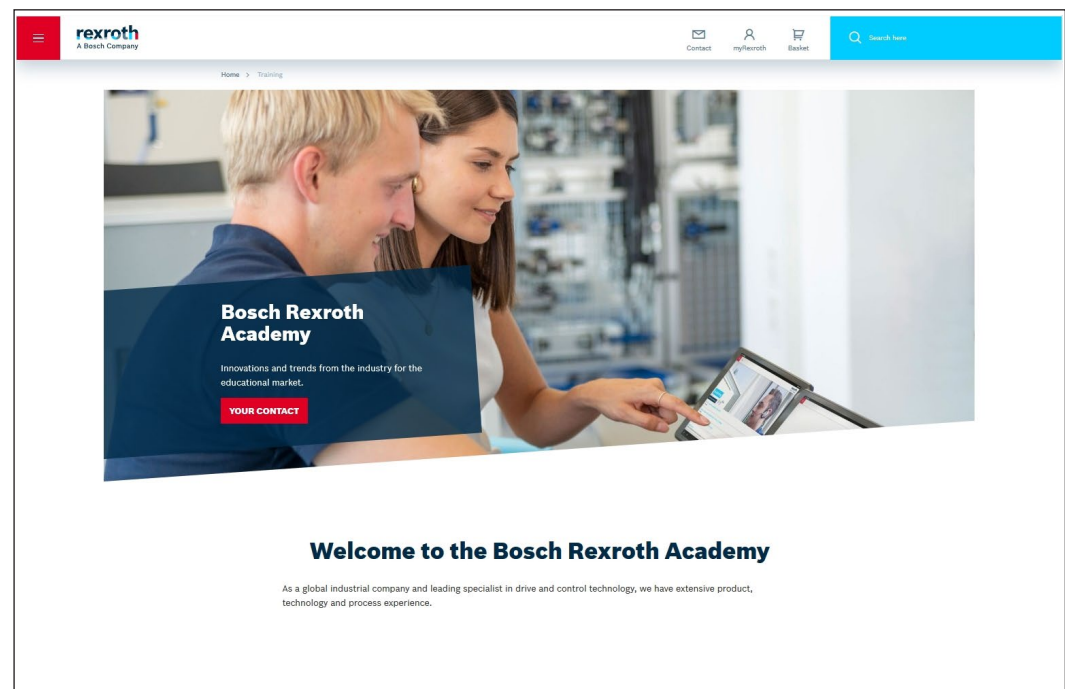 rexroth
A Bosch Company
Contact
myRexroth
Basket
Search here
Home > Training
Bosch Rexroth
Academy
Innovations and trends from the industry for the
educational market.
YOUR CONTACT
Welcome to the Bosch Rexroth Academy
As a global industrial company and leading specialist in drive and control technology, we have extensive product,
technology and process experience.